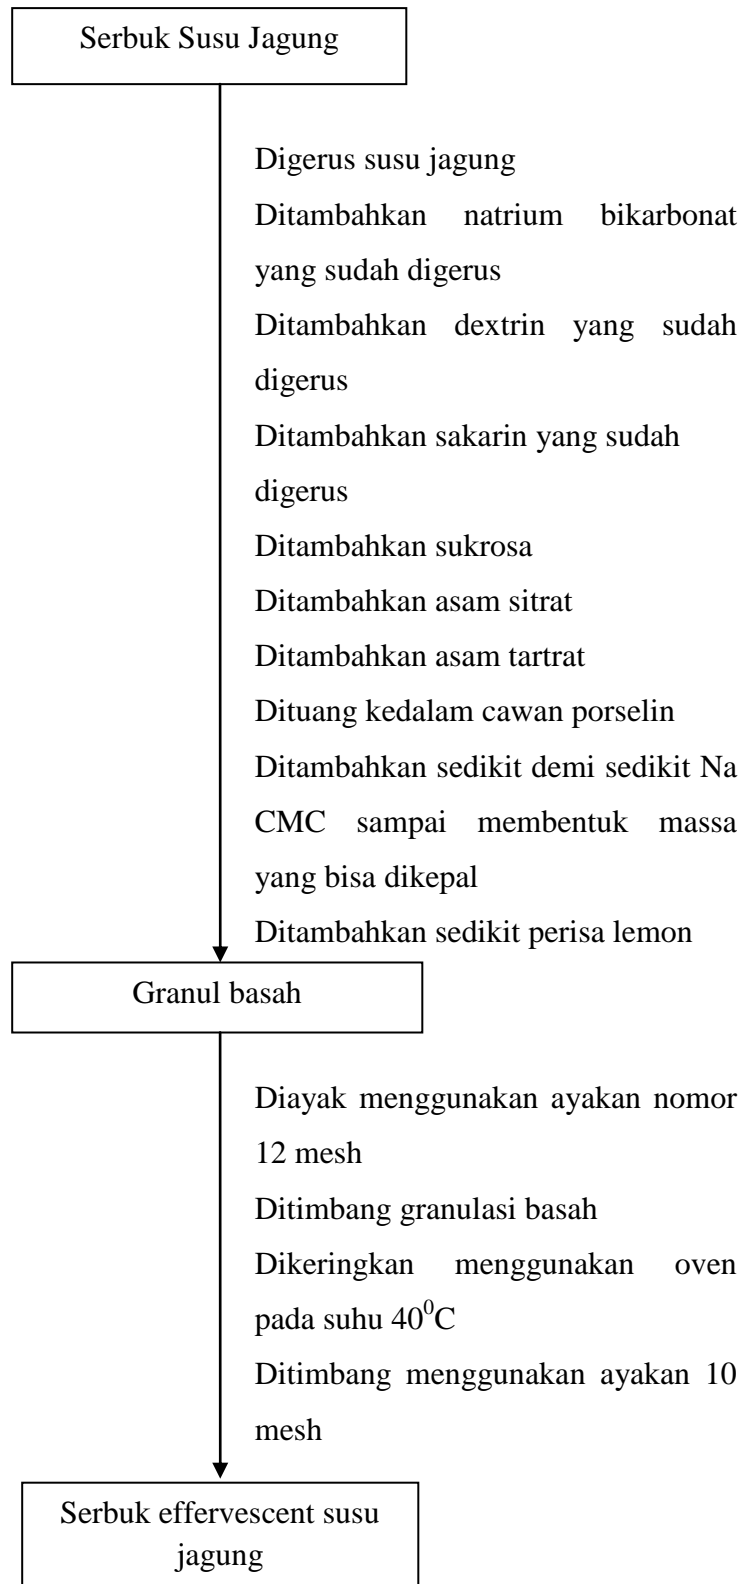 Serbuk Susu Jagung
Digerus susu jagung
Ditambahkan natrium bikarbonat
yang sudah digerus
Ditambahkan dextrin yang sudah
digerus
Ditambahkan sakarin yang sudah
digerus
Ditambahkan sukrosa
Ditambahkan asam sitrat
Ditambahkan asam tartrat
Dituang kedalam cawan porselin
Ditambahkan sedikit demi sedikit Na
CMC sampai membentuk massa
yang bisa dikepal
Ditambahkan sedikit perisa lemon
Granul basah
Diayak menggunakan ayakan nomor
12 mesh
Ditimbang granulasi basah
Dikeringkan menggunakan oven
pada suhu 40⁰C
Ditimbang menggunakan ayakan 10
mesh
Serbuk effervescent susu
jagung